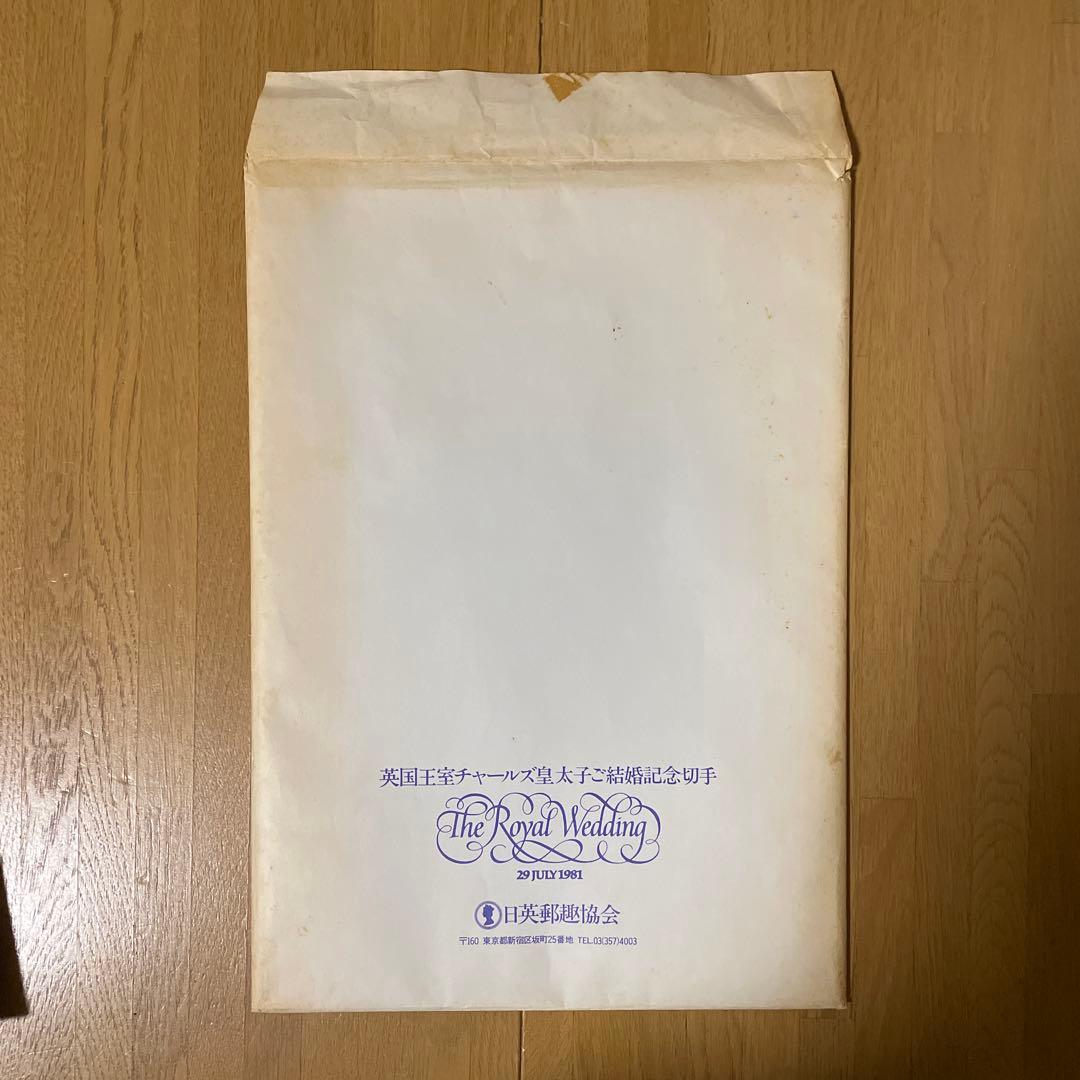 英国王室チャールズ皇太子ご結婚記念切手
The Royal Wedding
29 JULY 1981
日英郵趣協会
〒160 東京都新宿区坂町25番地 TEL.03(357)4003